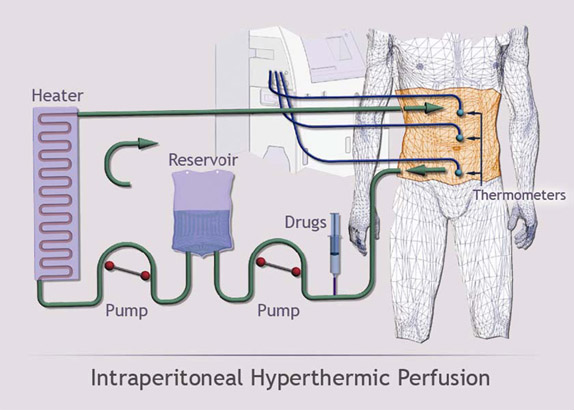 Heater
Reservoir
Drugs
Thermometers
Pump
Pump
Intraperitoneal Hyperthermic Perfusion